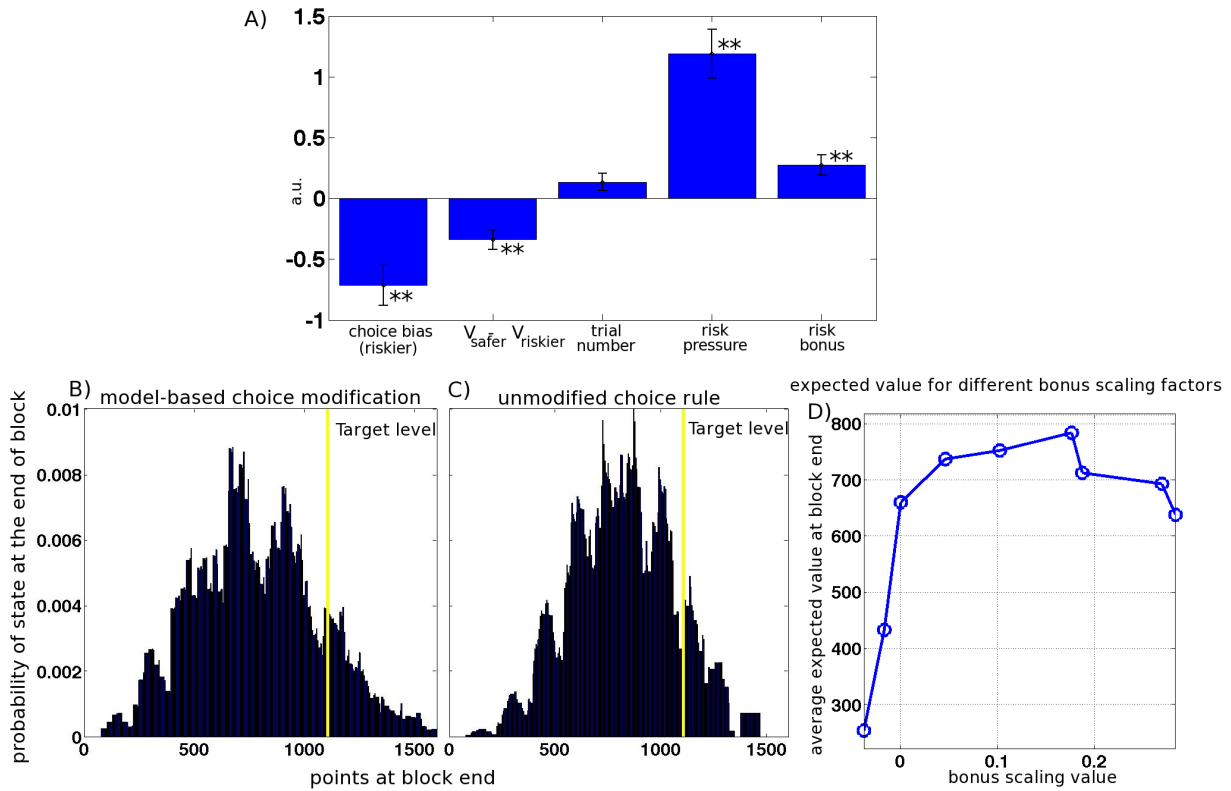 A)
1.5
1
0.5
0
-0.5
-1
a.u.
**
**
**
**
choice bias
(riskier)
Vsafer - Vriskier
trial
number
risk
pressure
risk
bonus
B)
model-based choice modification
Target level
0.01
0.008
0.006
0.004
0.002
0
0 500 1000 1500
probability of state at the end of block
points at block end
C)
unmodified choice rule
Target level
0 500 1000 1500
expected value for different bonus scaling factors
D)
800
700
600
500
400
300
0 0.1 0.2
average expected value at block end
bonus scaling value